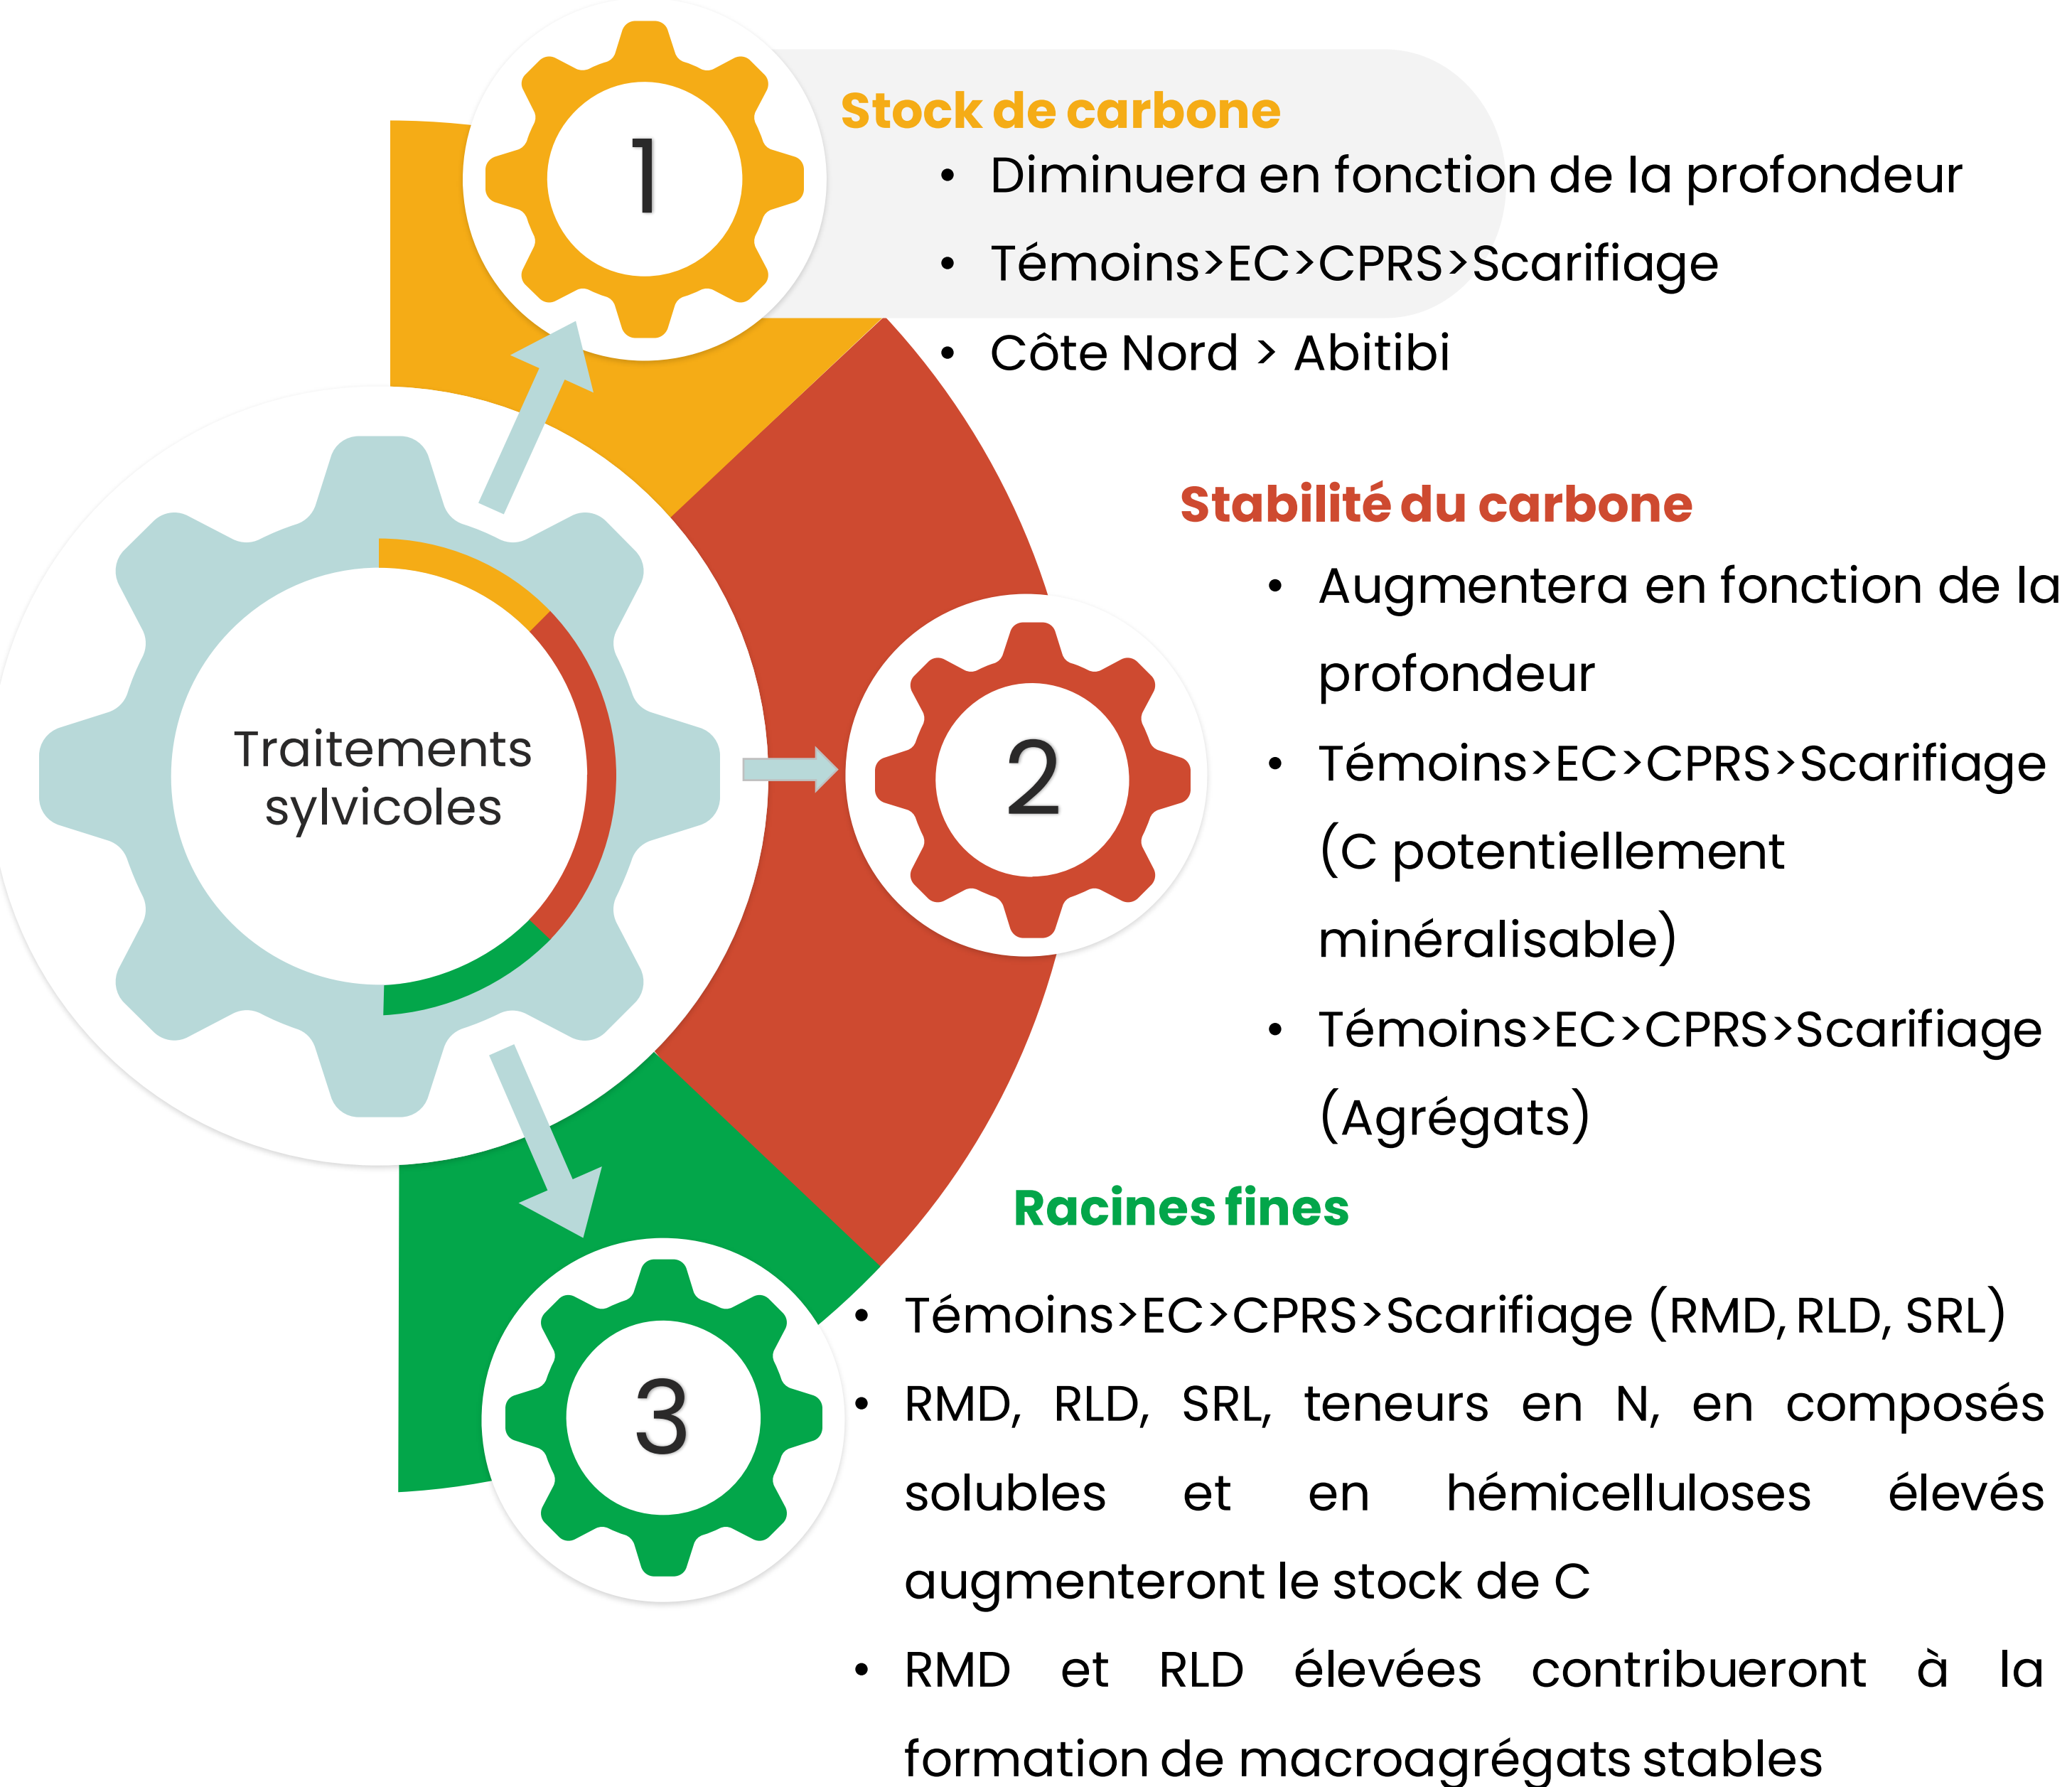 1
Stock de carbone
• Diminuera en fonction de la profondeur
• Témoins>EC>CPRS>Scarifiage
• Côte Nord > Abitibi
Traitements
sylvicoles
2
Stabilité du carbone
• Augmentera en fonction de la
profondeur
• Témoins>EC>CPRS>Scarifiage
(C potentiellement
minéralisable)
• Témoins>EC>CPRS>Scarifiage
(Agrégats)
3
Racines fines
• Témoins>EC>CPRS>Scarifiage (RMD, RLD, SRL)
• RMD, RLD, SRL, teneurs en N, en composés
solubles et en hémicelluloses élevés
augmenteront le stock de C
• RMD et RLD élevées contribueront à la
formation de macroagrégats stables